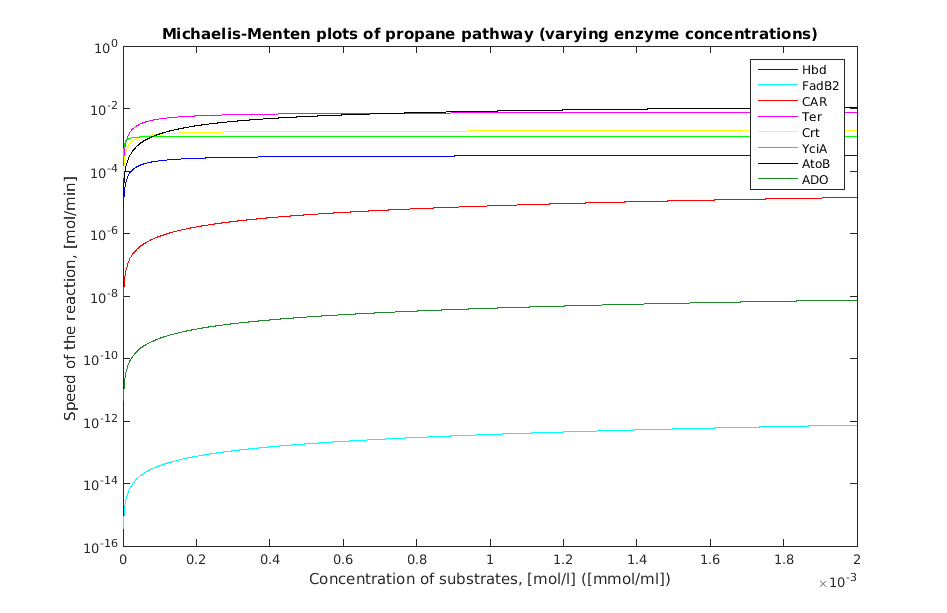 Michaelis-Menten plots of propane pathway (varying enzyme concentrations)
Speed of the reaction, [mol/min]
10^0
10^-2
10^-4
10^-6
10^-8
10^-10
10^-12
10^-14
10^-16
Hbd
FadB2
CAR
Ter
Crt
YciA
AtoB
ADO
0 0.2 0.4 0.6 0.8 1 1.2 1.4 1.6 1.8 2
×10^-3
Concentration of substrates, [mol/l] ([mmol/ml])